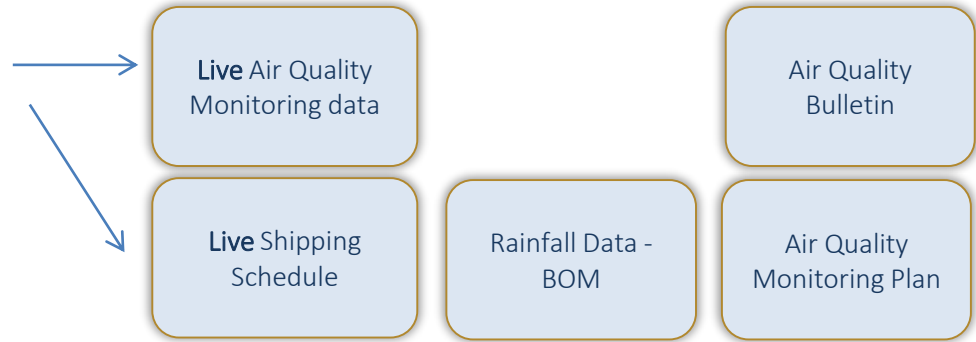 Live Air Quality
Monitoring data
Air Quality
Bulletin
Live Shipping
Schedule
Rainfall Data -
BOM
Air Quality
Monitoring Plan